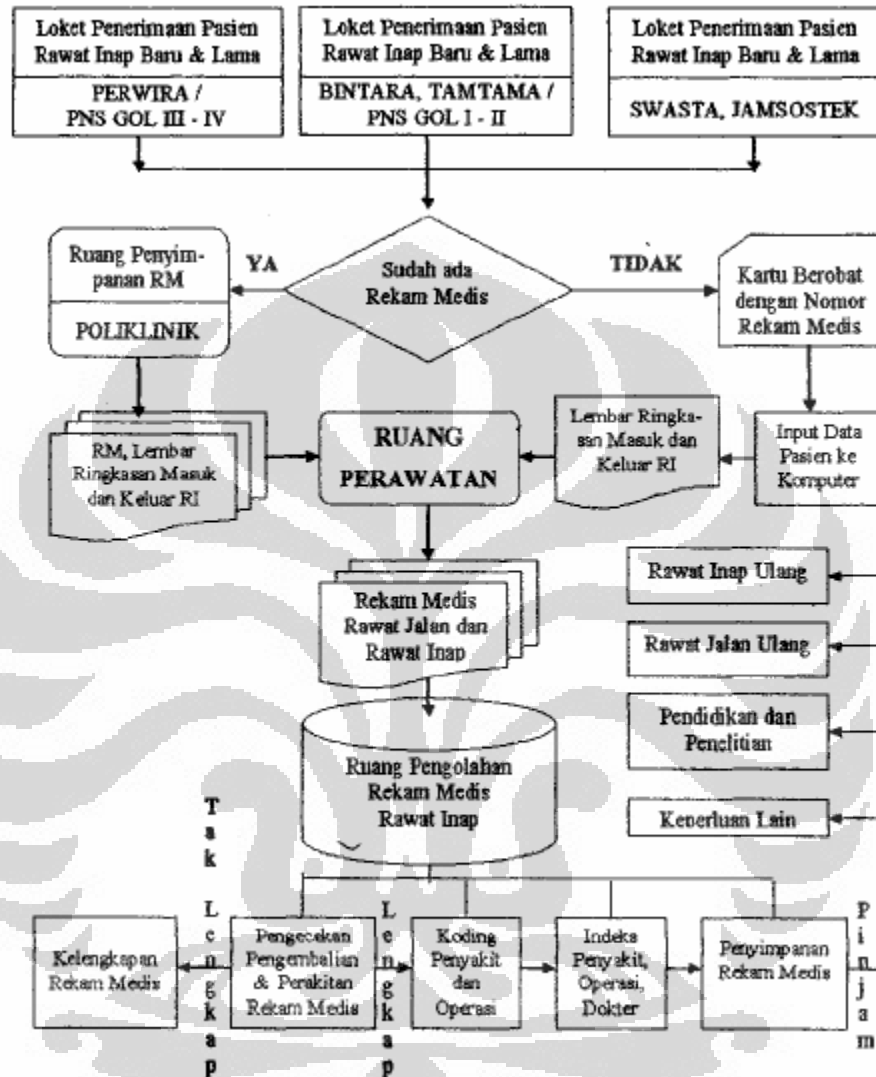 Loket Penerimaan Pasien
Rawat Inap Baru & Lama
PERWIRA /
PNS GOL III - IV
Loket Penerimaan Pasien
Rawat Inap Baru & Lama
BINTARA, TAMTAMA /
PNS GOL I - II
Loket Penerimaan Pasien
Rawat Inap Baru & Lama
SWASTA, JAMSOSTEK
Ruang Penyim-
panan RM
POLIKLINIK
YA
Sudah ada
Rekam Medis
TIDAK
Kartu Berobat
dengan Nomor
Rekam Medis
RM, Lembar
Ringkasan Masuk
dan Keluar RI
RUANG
PERAWATAN
Lembar Ringka-
san Masuk dan
Keluar RI
Input Data
Pasien ke
Komputer
Rekam Medis
Rawat Jalan dan
Rawat Inap
Rawat Inap Ulang
Rawat Jalan Ulang
Pendidikan dan
Penelitian
Keperluan Lain
Ruang Pengolahan
Rekam Medis
Rawat Inap
Tak Lengkap
Kelengkapan
Rekam Medis
Pengecekan
Pengembalian
& Perakitan
Rekam Medis
Lengkap
Koding
Penyakit
dan
Operasi
Indeks
Penyakit,
Operasi,
Dokter
Penyimpanan
Rekam Medis
Pinjam